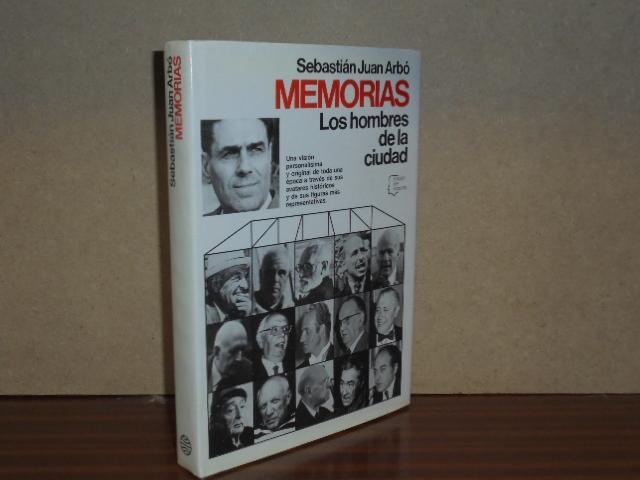 Sebastián Juan Arbó
MEMORIAS
Los hombres
de la
ciudad
Una visión
personalísima
y original de toda una
época a través de sus
avatares históricos
y de sus figuras más
representativas.
Sebastián Juan Arbó MEMORIAS